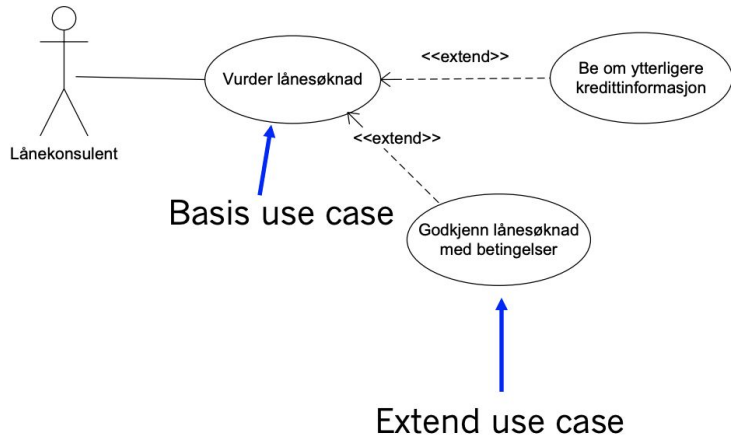 <<extend>>
Vurder lånesøknad
Be om ytterligere
kredittinformasjon
<<extend>>
Lånekonsulent
Basis use case
Godkjenn lånesøknad
med betingelser
Extend use case